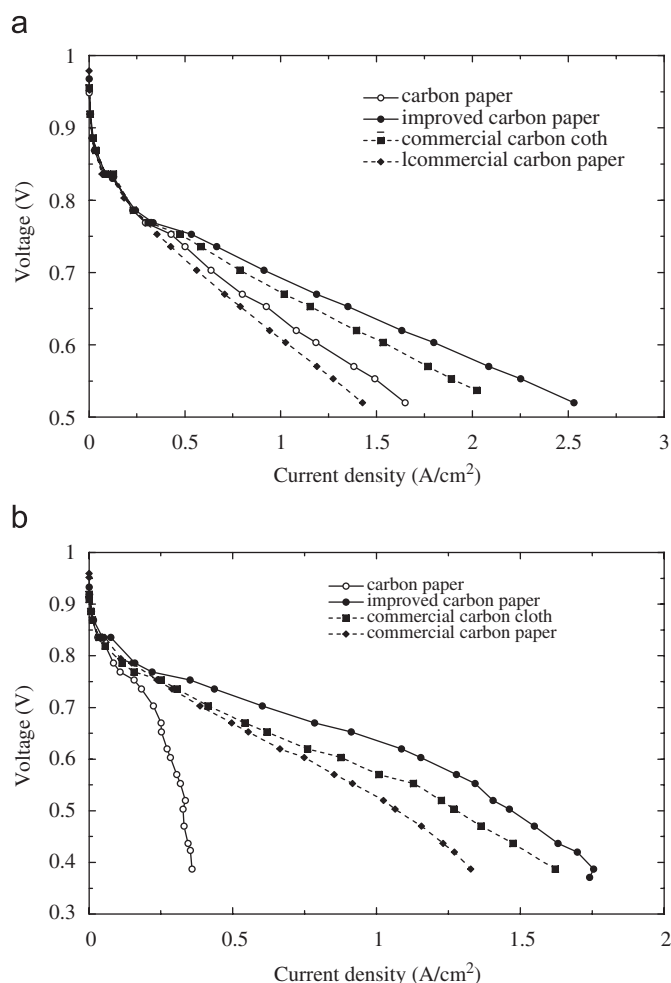 a
1
carbon paper
improved carbon paper
0.9
commercial carbon coth
lcommercial carbon paper
0.8
Voltage (V)
0.7
0.6
0.5
0 0.5 1 1.5 2 2.5 3
Current density (A/cm2)
b
1
carbon paper
0.9
improved carbon paper
commercial carbon cloth
commercial carbon paper
0.8
0.7
Voltage (V)
0.6
0.5
0.4
0.3
0 0.5 1 1.5 2
Current density (A/cm2)